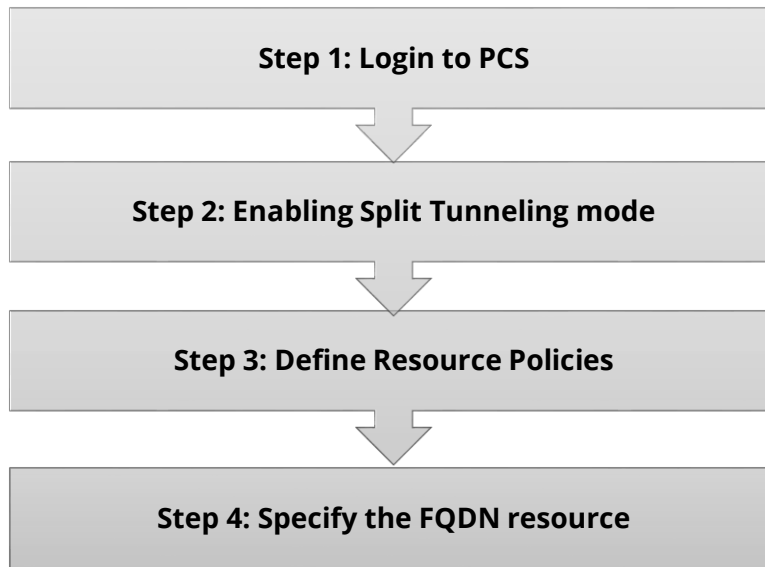 Step 1: Login to PCS
Step 2: Enabling Split Tunneling mode
Step 3: Define Resource Policies
Step 4: Specify the FQDN resource